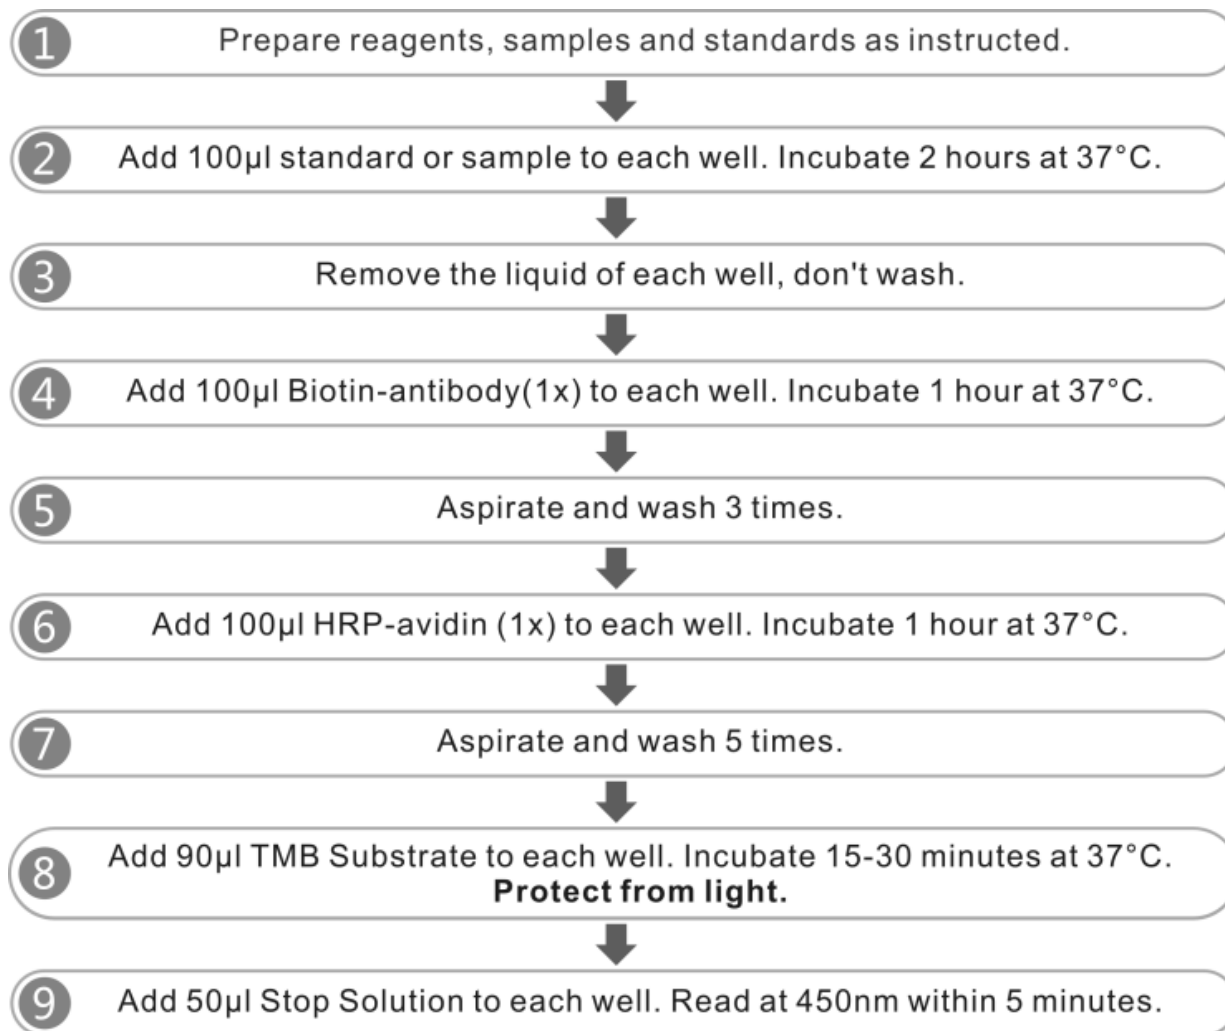 1 Prepare reagents, samples and standards as instructed.
2 Add 100µl standard or sample to each well. Incubate 2 hours at 37°C.
3 Remove the liquid of each well, don't wash.
4 Add 100µl Biotin-antibody(1x) to each well. Incubate 1 hour at 37°C.
5 Aspirate and wash 3 times.
6 Add 100µl HRP-avidin (1x) to each well. Incubate 1 hour at 37°C.
7 Aspirate and wash 5 times.
8 Add 90µl TMB Substrate to each well. Incubate 15-30 minutes at 37°C.
Protect from light.
9 Add 50µl Stop Solution to each well. Read at 450nm within 5 minutes.